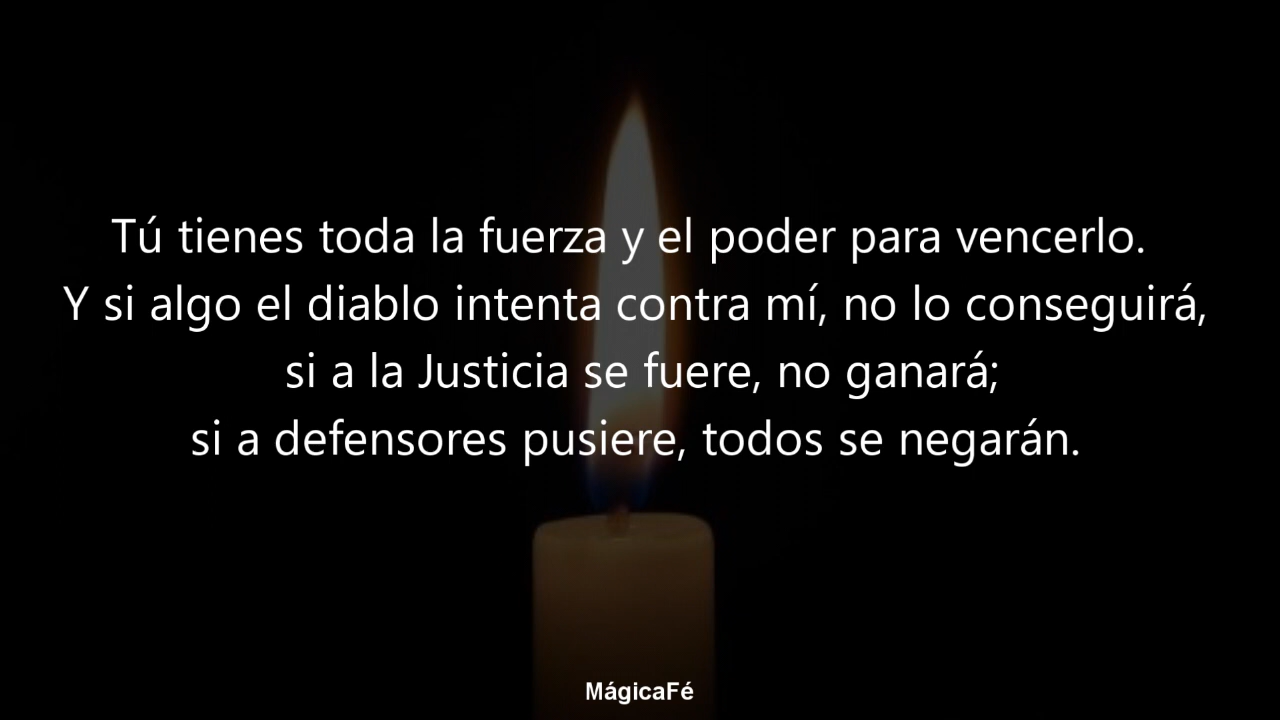 Tú tienes toda la fuerza y el poder para vencerlo.
Y si algo el diablo intenta contra mí, no lo conseguirá,
si a la Justicia se fuere, no ganará;
si a defensores pusiere, todos se negarán.
MágicaFé